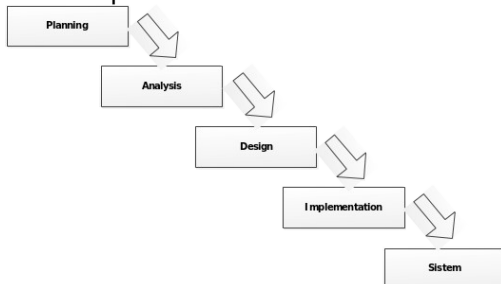 Planning
Analysis
Design
Implementation
Sistem